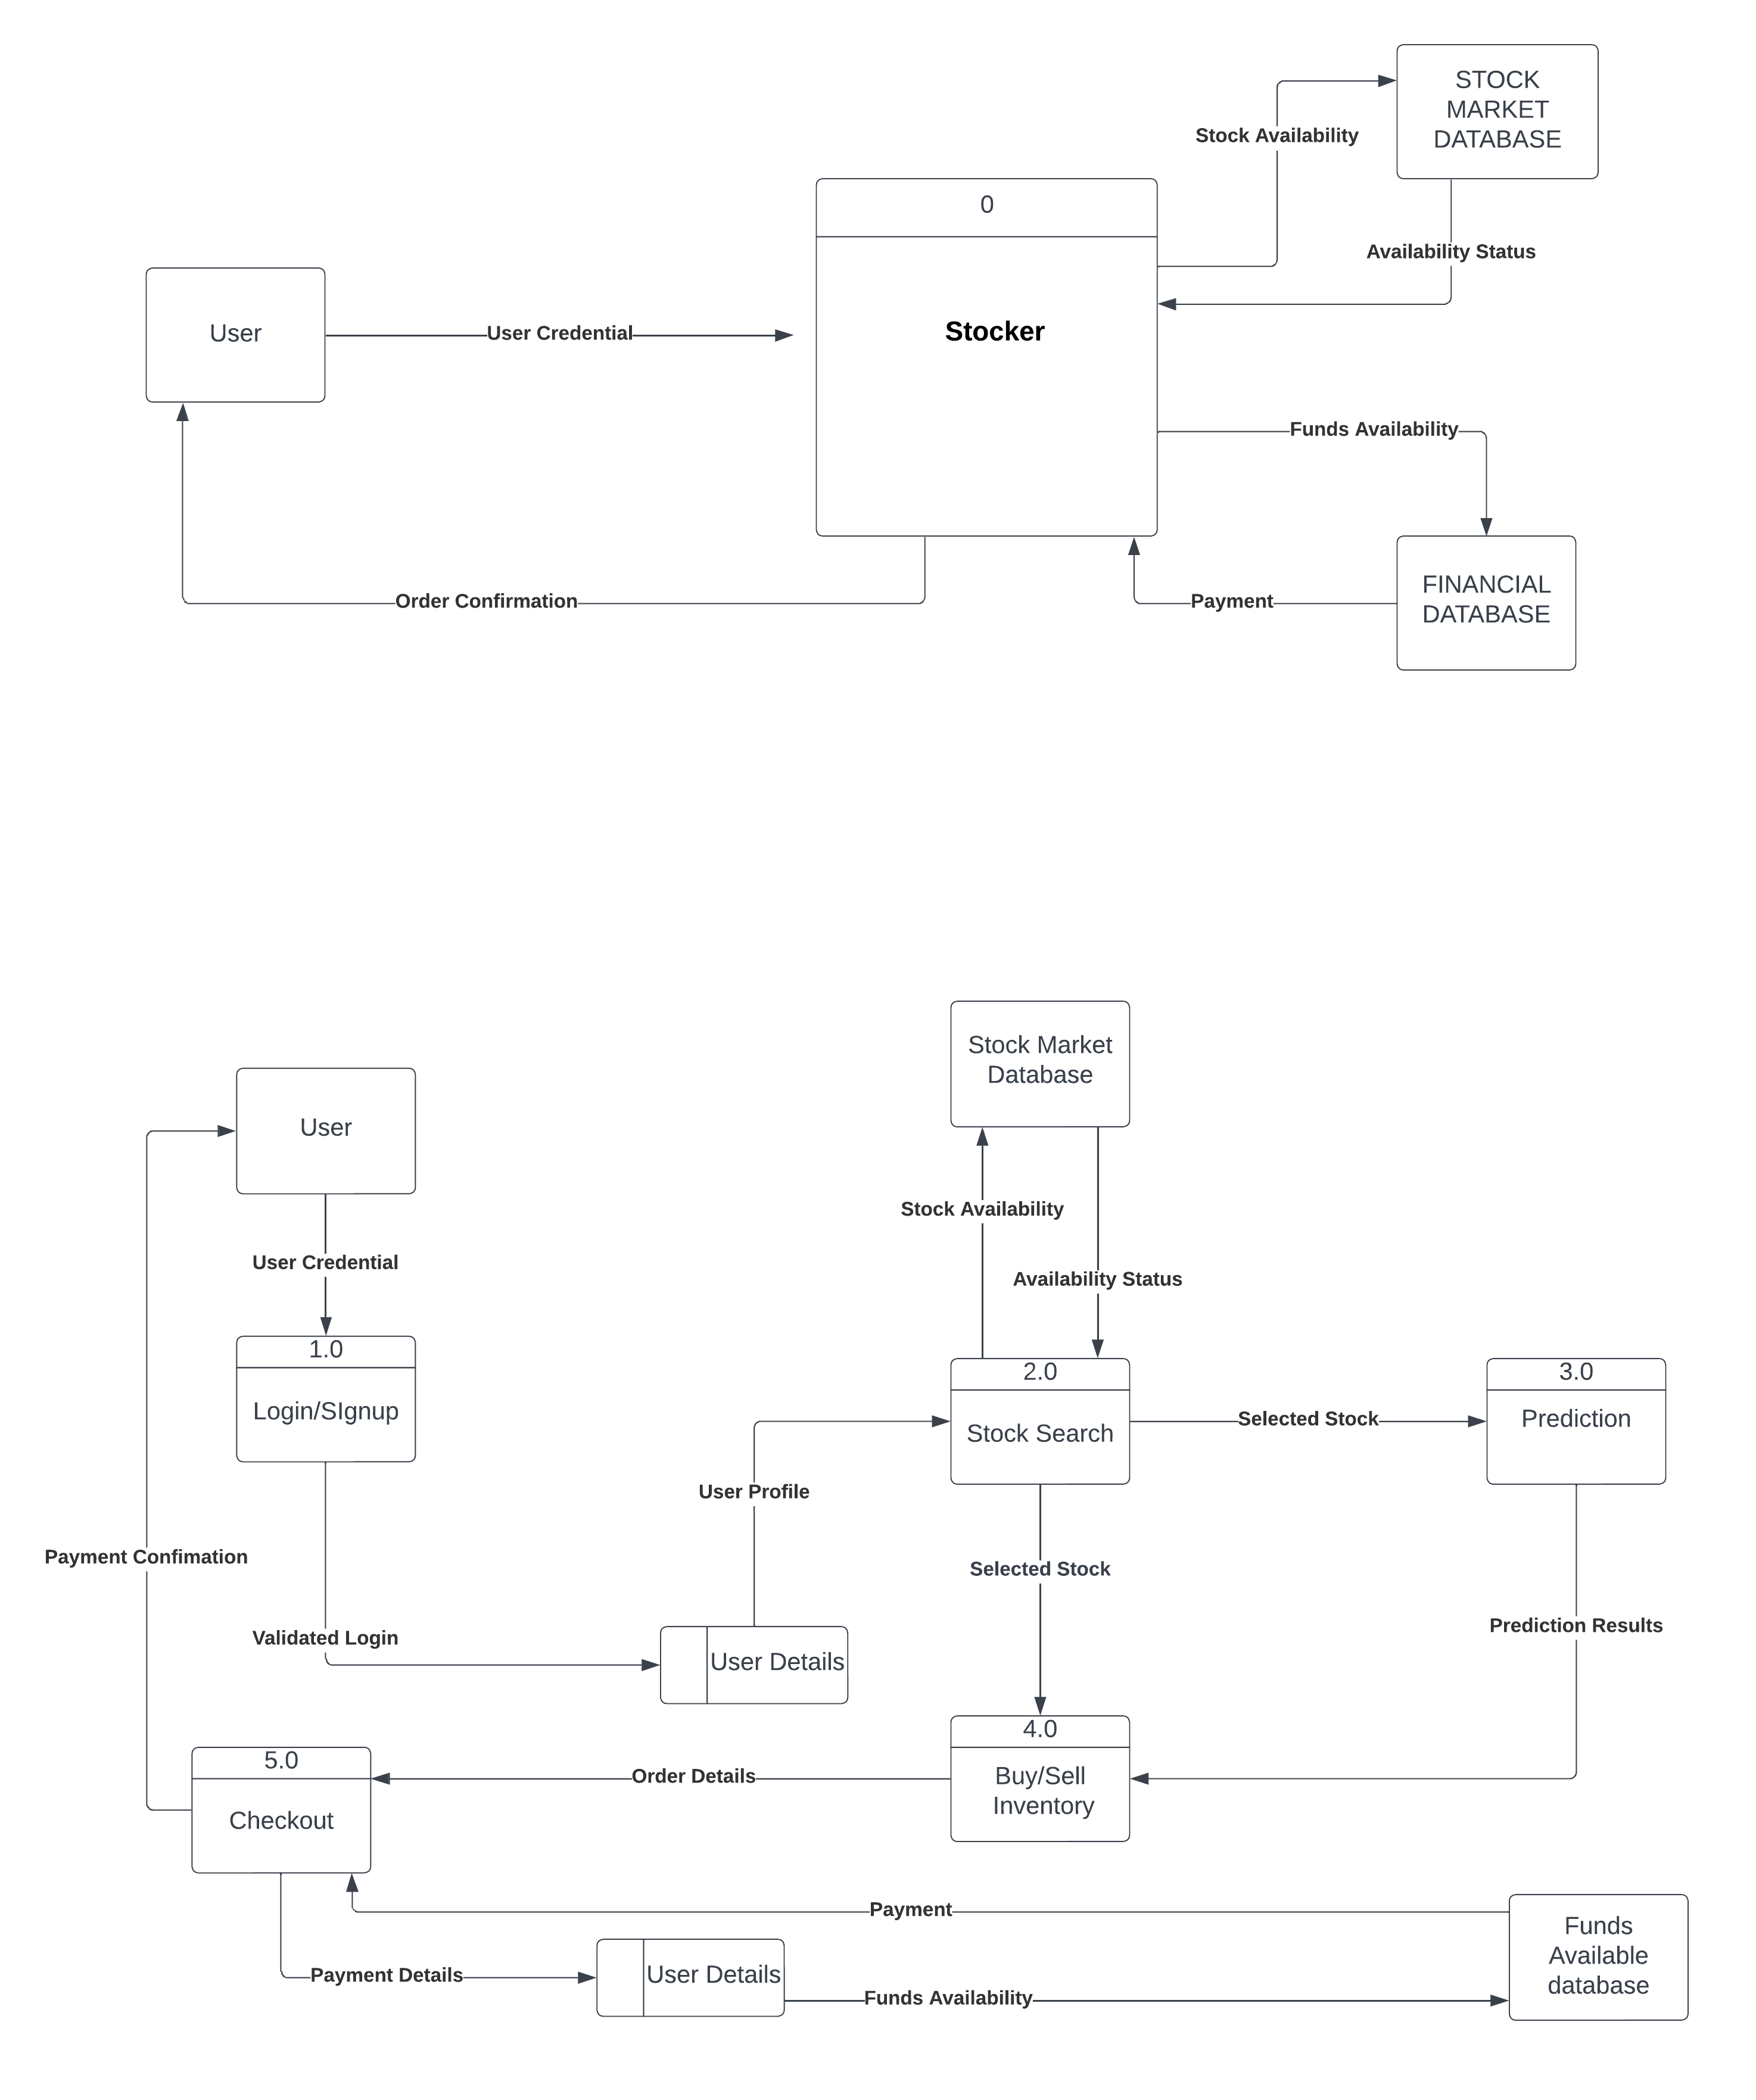 STOCK
MARKET
DATABASE
Stock Availability
0
Availability Status
User
User Credential
Stocker
Funds Availability
FINANCIAL
DATABASE
Order Confirmation
Payment
Stock Market
Database
User
Stock Availability
User Credential
Availability Status
1.0
Login/SIgnup
2.0
Stock Search
Selected Stock
3.0
Prediction
User Profile
Payment Confimation
Selected Stock
Prediction Results
Validated Login
User Details
4.0
Buy/Sell
Inventory
5.0
Checkout
Order Details
Payment
Funds
Available
database
Payment Details
User Details
Funds Availability